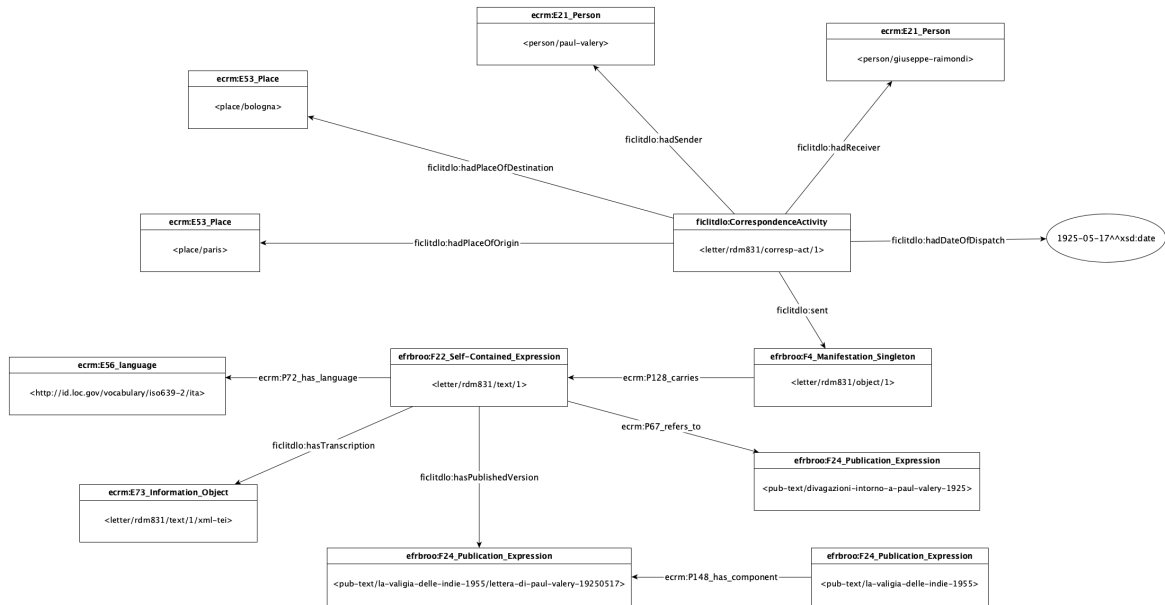 ecrm:E21_Person
<person/paul-valery>
ecrm:E21_Person
<person/giuseppe-raimondi>
ecrm:E53_Place
<place/bologna>
ficlitdlo:hadSender
ficlitdlo:hadReceiver
ficlitdlo:hadPlaceOfDestination
ecrm:E53_Place
<place/paris>
ficlitdlo:hadPlaceOfOrigin
ficlitdlo:CorrespondenceActivity
<letter/rdm831/corresp-act/1>
ficlitdlo:hadDateOfDispatch
1925-05-17^^xsd:date
ficlitdlo:sent
ecrm:E56_language
<http://id.loc.gov/vocabulary/iso639-2/ita>
ecrm:P72_has_language
efrbroo:F22_Self-Contained_Expression
<letter/rdm831/text/1>
ecrm:P128_carries
efrbroo:F4_Manifestation_Singleton
<letter/rdm831/object/1>
ecrm:P67_refers_to
ficlitdlo:hasTranscription
ficlitdlo:hasPublishedVersion
efrbroo:F24_Publication_Expression
<pub-text/divagazioni-intorno-a-paul-valery-1925>
ecrm:E73_Information_Object
<letter/rdm831/text/1/xml-tei>
efrbroo:F24_Publication_Expression
<pub-text/la-valigia-delle-indie-1955/lettera-di-paul-valery-19250517>
ecrm:P148_has_component
efrbroo:F24_Publication_Expression
<pub-text/la-valigia-delle-indie-1955>